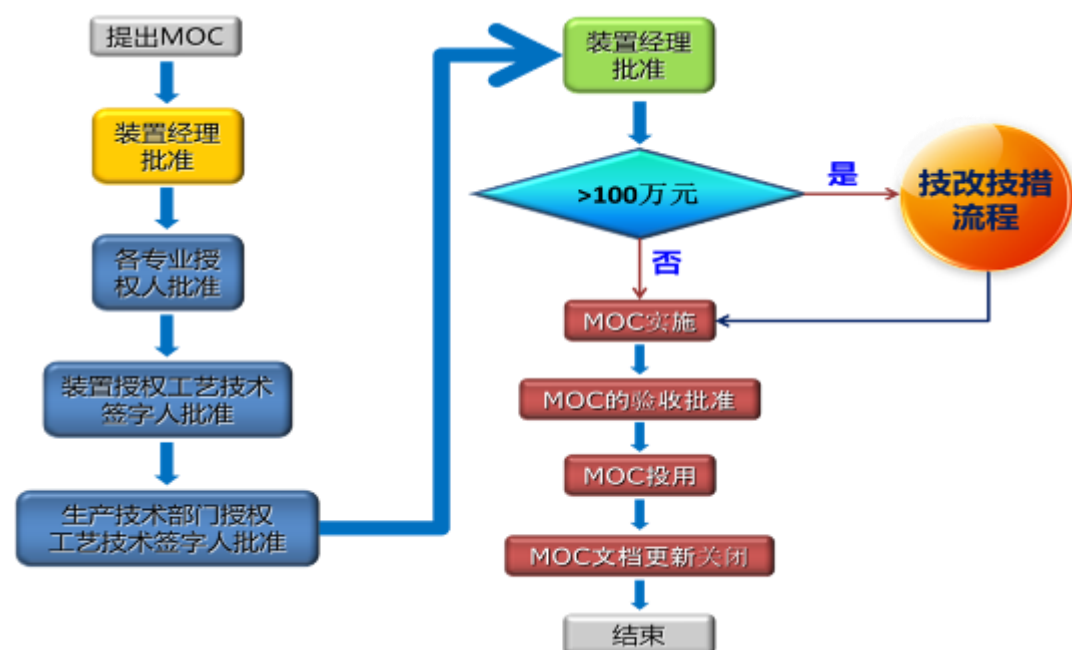 提出MOC
装置经理
批准
各专业授
权人批准
装置授权工艺技术
签字人批准
生产技术部门授权
工艺技术签字人批准
装置经理
批准
>100万元
是
技改技措
流程
否
MOC实施
MOC的验收批准
MOC投用
MOC文档更新关闭
结束